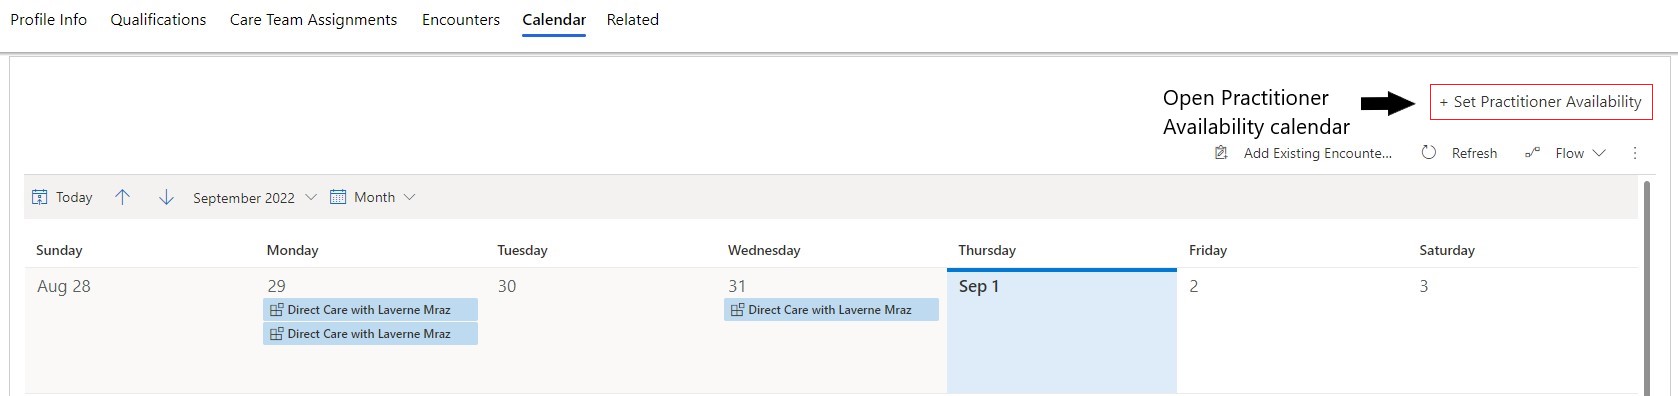 Profile Info Qualifications Care Team Assignments Encounters Calendar Related
Open Practitioner
Availability calendar
+ Set Practitioner Availability
Add Existing Encounte... Refresh Flow
Today September 2022 Month
Sunday Monday Tuesday Wednesday Thursday Friday Saturday
Aug 28 29 30 31 Sep 1 2 3
Direct Care with Laverne Mraz Direct Care with Laverne Mraz
Direct Care with Laverne Mraz